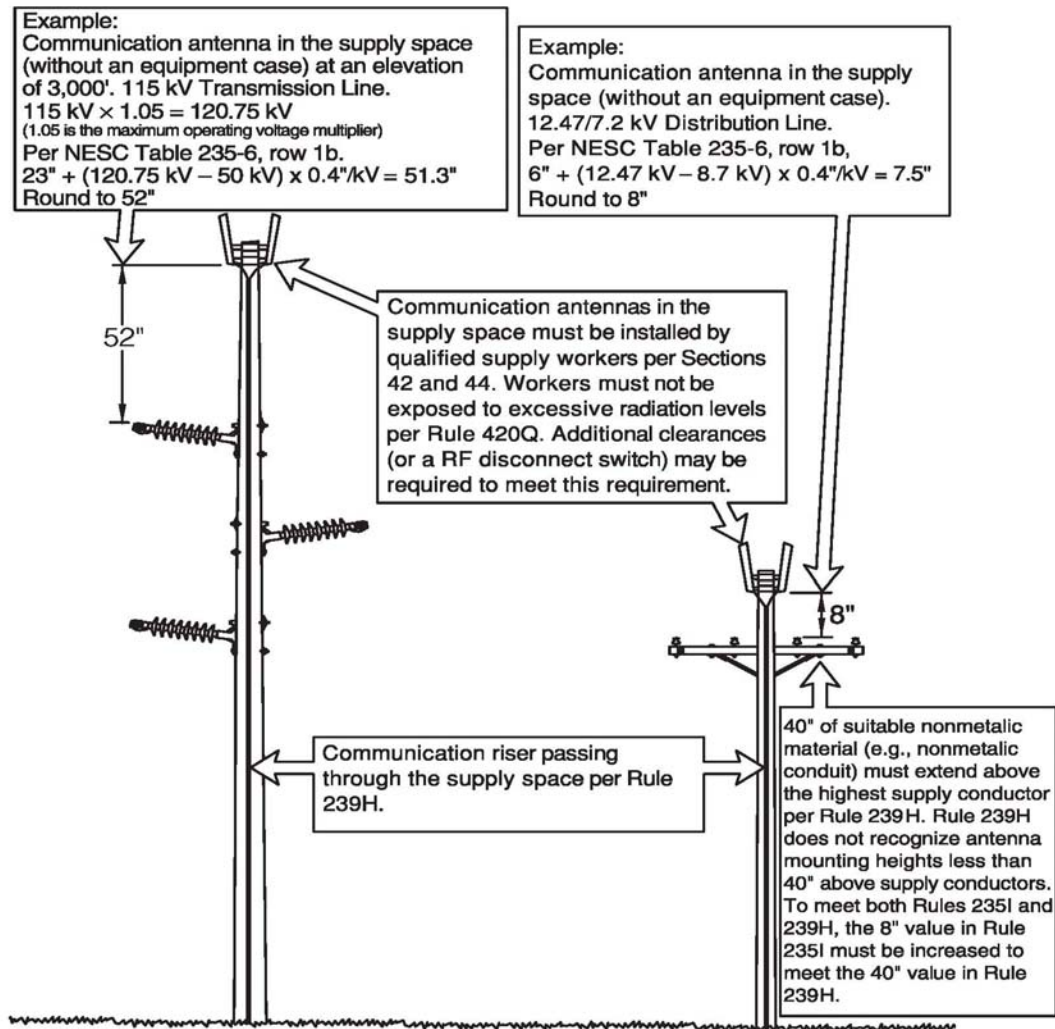 Example:
Communication antenna in the supply space
(without an equipment case) at an elevation
of 3,000'. 115 kV Transmission Line.
115 kV × 1.05 = 120.75 kV
(1.05 is the maximum operating voltage multiplier)
Per NESC Table 235-6, row 1b.
23" + (120.75 kV – 50 kV) x 0.4"/kV = 51.3"
Round to 52"
Example:
Communication antenna in the supply
space (without an equipment case).
12.47/7.2 kV Distribution Line.
Per NESC Table 235-6, row 1b,
6" + (12.47 kV – 8.7 kV) x 0.4"/kV = 7.5"
Round to 8"
52"
Communication antennas in the
supply space must be installed by
qualified supply workers per Sections
42 and 44. Workers must not be
exposed to excessive radiation levels
per Rule 420Q. Additional clearances
(or a RF disconnect switch) may be
required to meet this requirement.
8"
Communication riser passing
through the supply space per Rule
239H.
40" of suitable nonmetalic
material (e.g., nonmetalic
conduit) must extend above
the highest supply conductor
per Rule 239H. Rule 239H
does not recognize antenna
mounting heights less than
40" above supply conductors.
To meet both Rules 235I and
239H, the 8" value in Rule
235I must be increased to
meet the 40" value in Rule
239H.